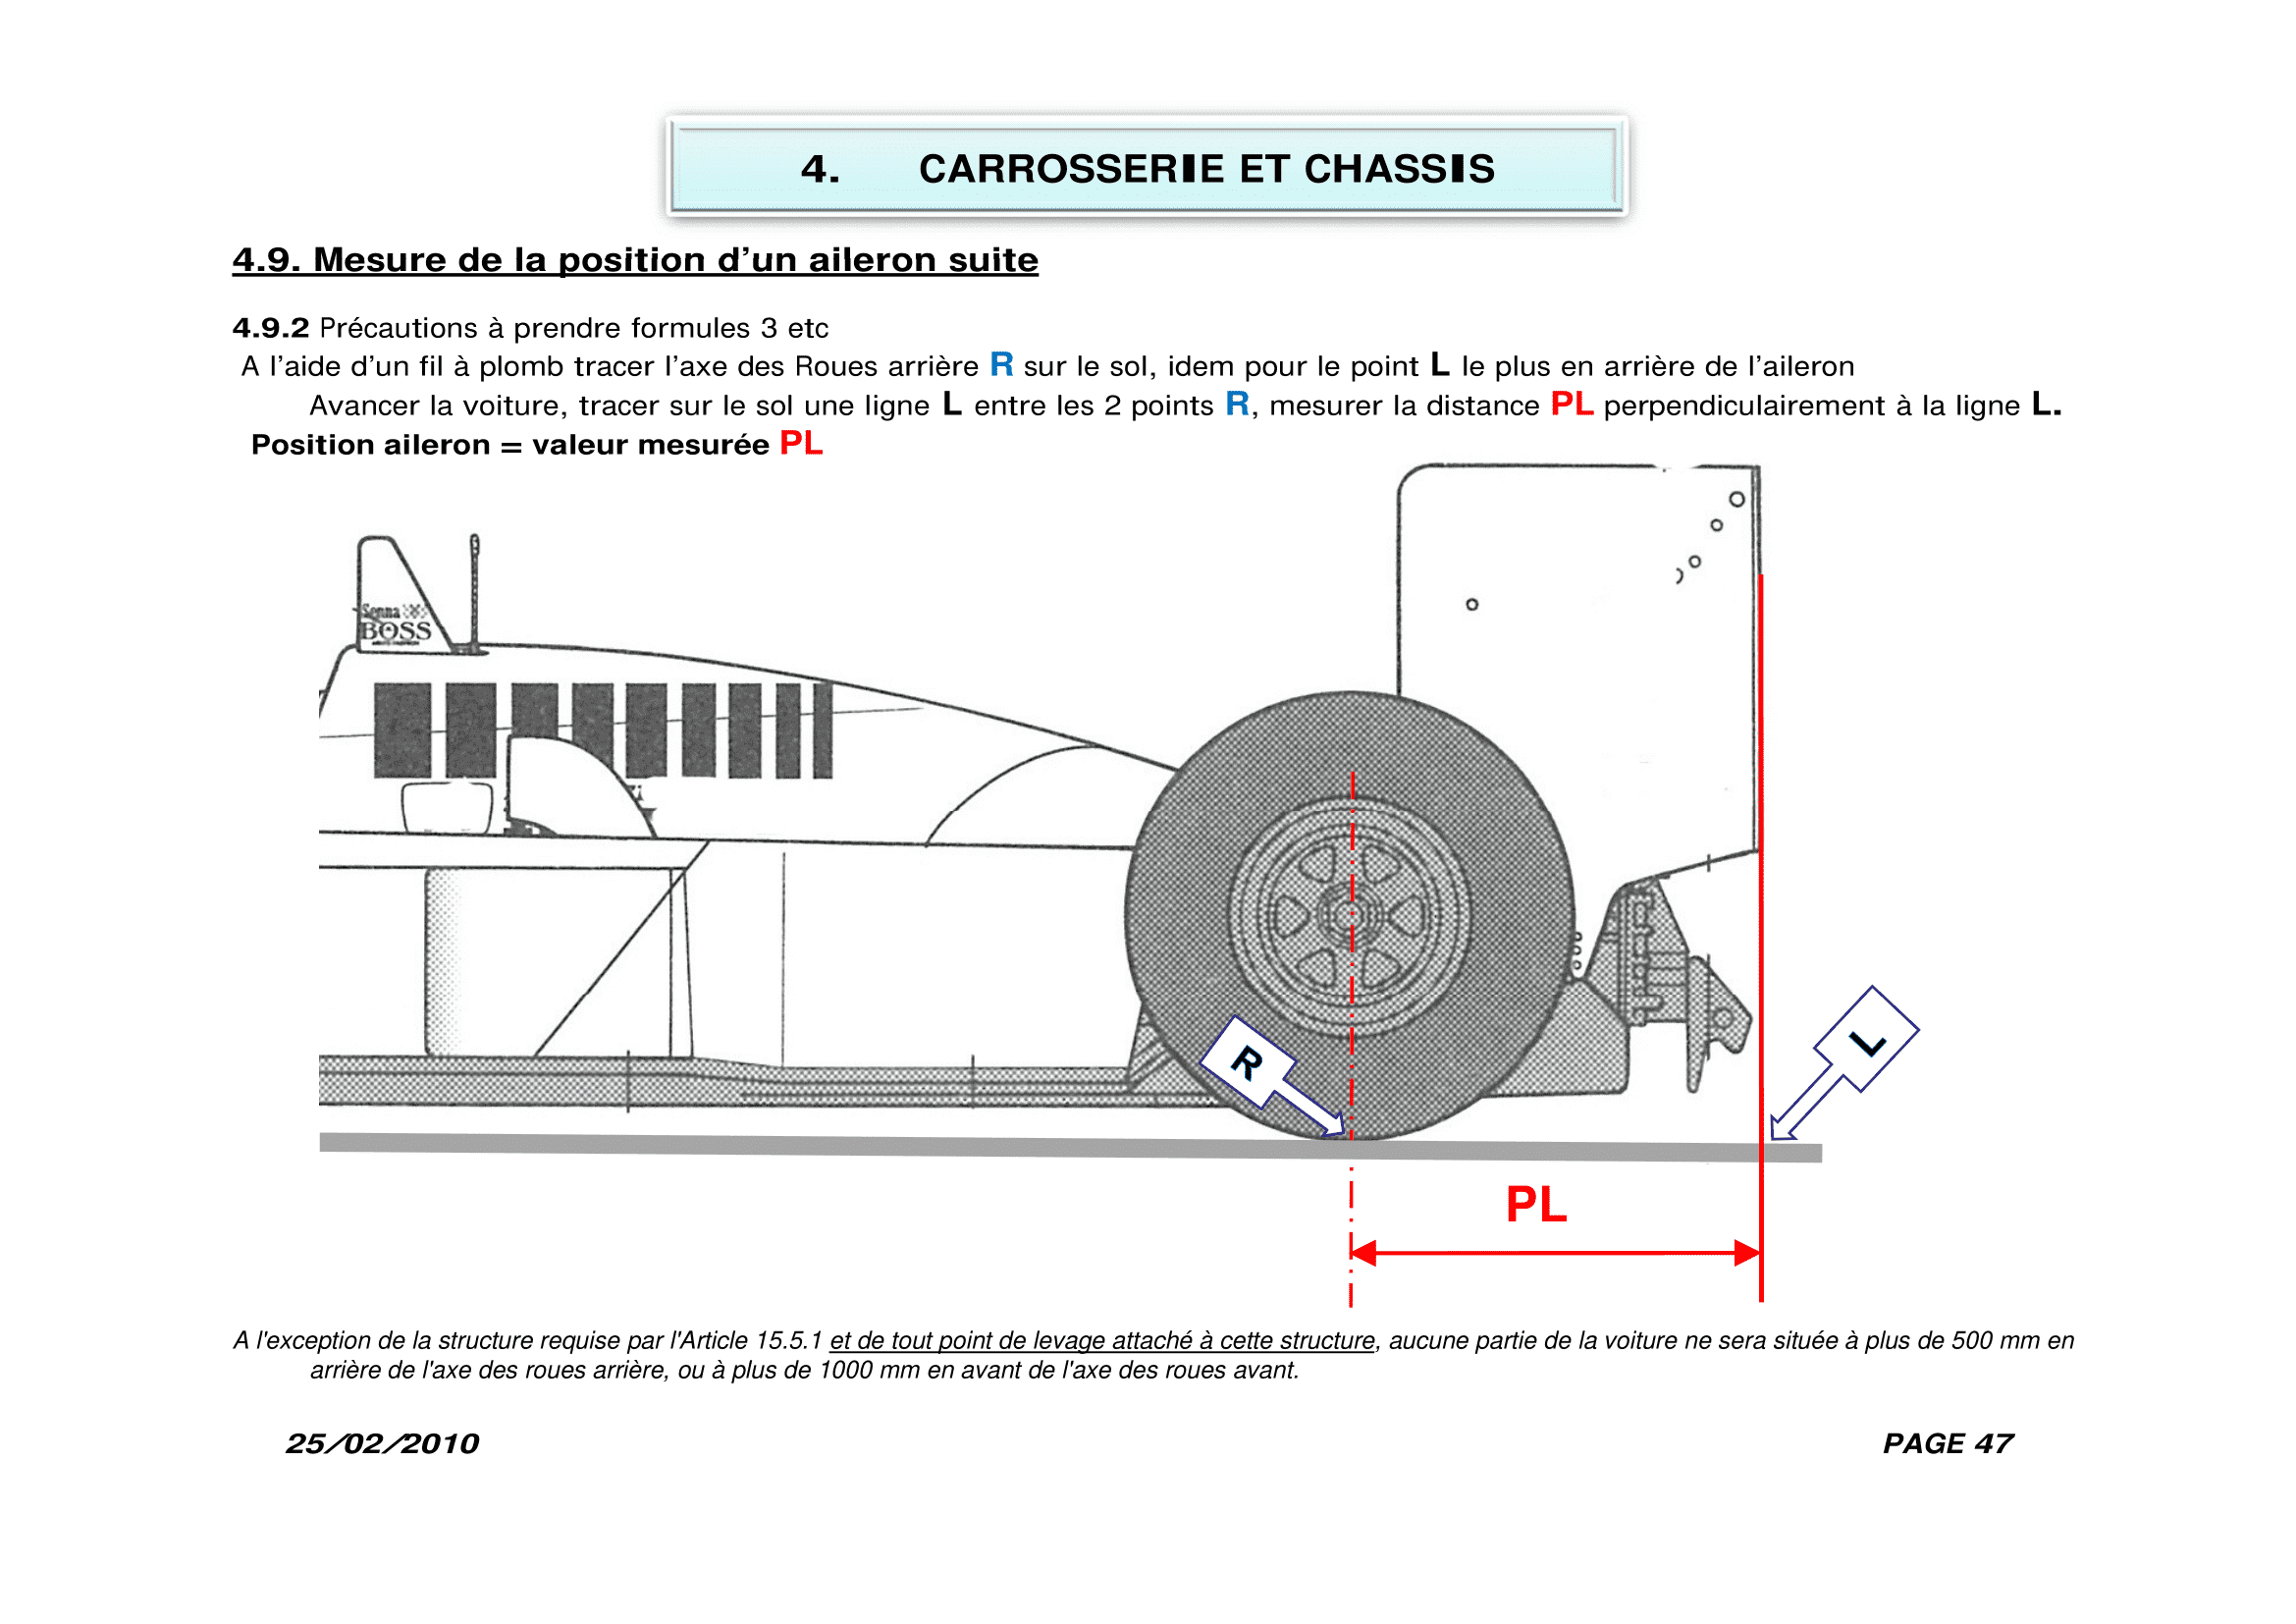 4. CARROSSERIE ET CHASSIS
4.9. Mesure de la position d’un aileron suite
4.9.2 Précautions à prendre formules 3 etc
A l’aide d’un fil à plomb tracer l’axe des Roues arrière R sur le sol, idem pour le point L le plus en arrière de l’aileron
Avancer la voiture, tracer sur le sol une ligne L entre les 2 points R, mesurer la distance PL perpendiculairement à la ligne L.
Position aileron = valeur mesurée PL
Senna
BOSS
R
L
PL
A l'exception de la structure requise par l'Article 15.5.1 et de tout point de levage attaché à cette structure, aucune partie de la voiture ne sera située à plus de 500 mm en
arrière de l'axe des roues arrière, ou à plus de 1000 mm en avant de l'axe des roues avant.
25/02/2010
PAGE 47